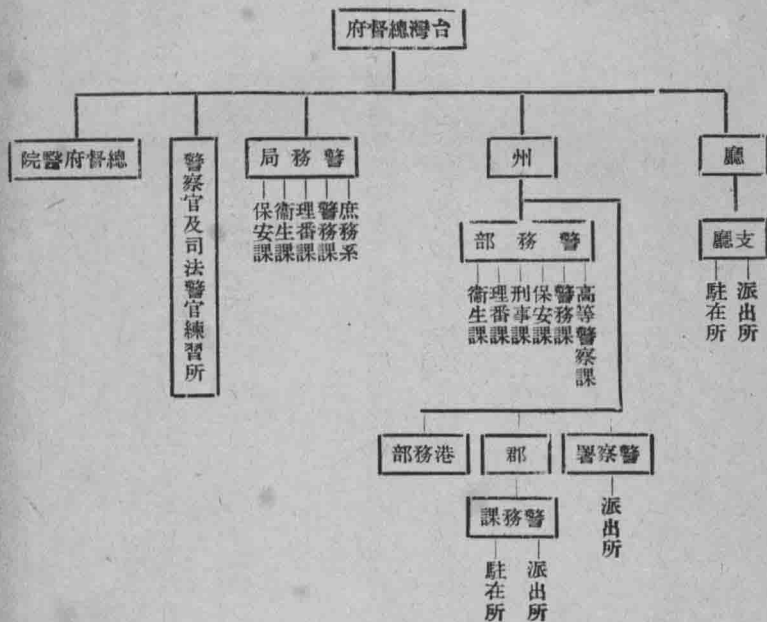 台灣總督府
廳
支廳
派出所
駐在所
州
警務部
高等警察課
警務課
保安課
刑事課
理番課
衞生課
警察署
派出所
郡
警務課
派出所
駐在所
港務部
警務局
庶務系
警務課
理番課
衞生課
保安課
警察官及司法警官練習所
總督府醫院